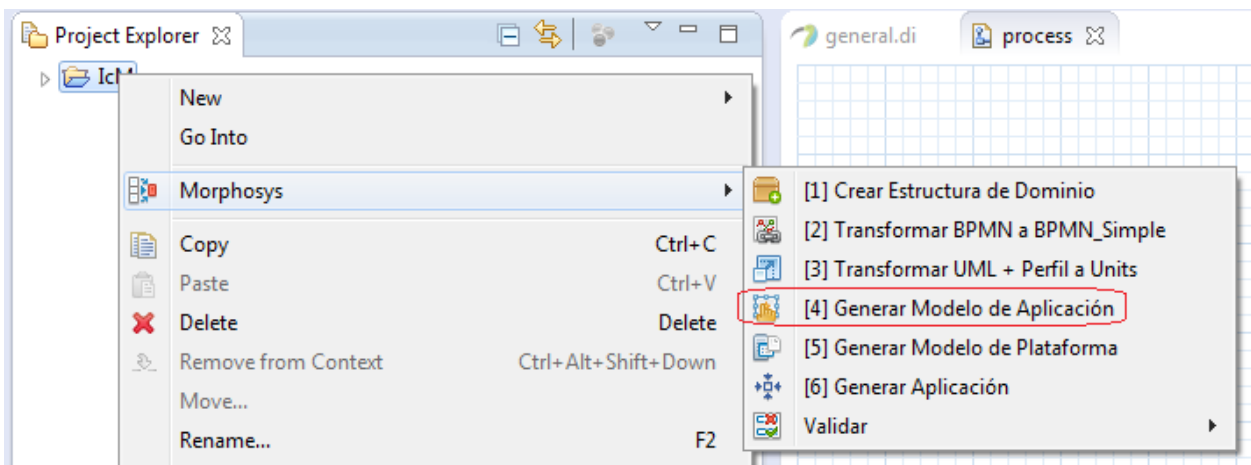 Project Explorer
general.di
process
IcM
New
Go Into
Morphosys
Copy Ctrl+C
Paste Ctrl+V
Delete Delete
Remove from Context Ctrl+Alt+Shift+Down
Move...
Rename... F2
[1] Crear Estructura de Dominio
[2] Transformar BPMN a BPMN_Simple
[3] Transformar UML + Perfil a Units
[4] Generar Modelo de Aplicación
[5] Generar Modelo de Plataforma
[6] Generar Aplicación
Validar